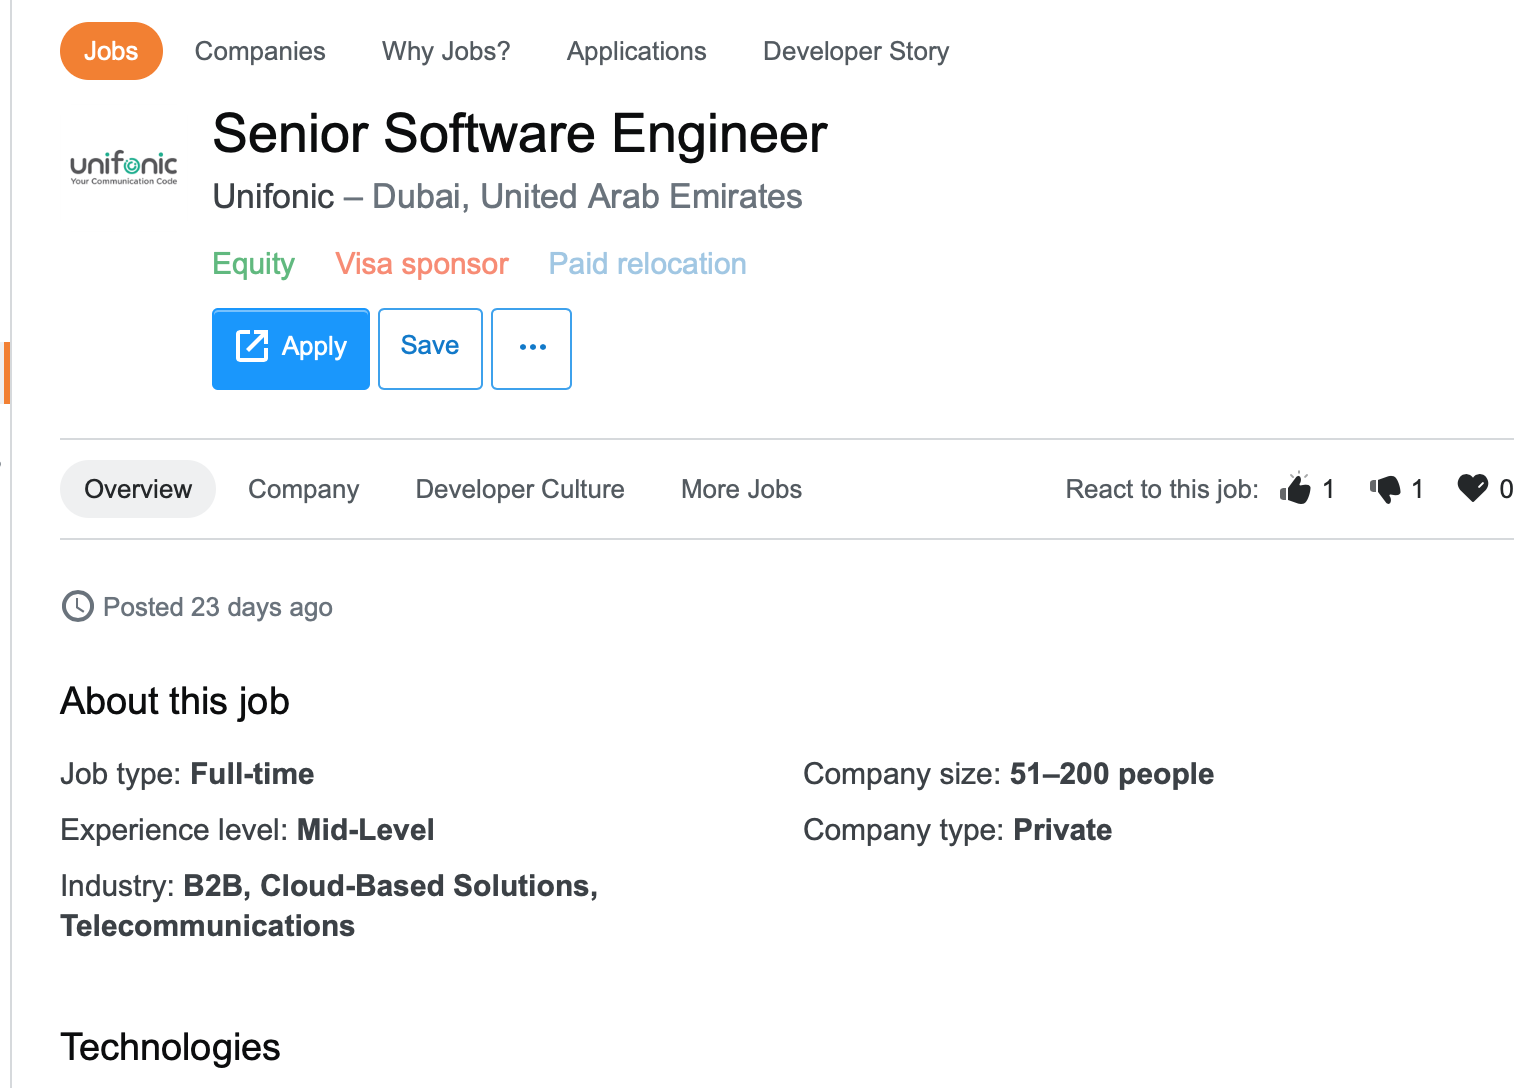 Jobs Companies Why Jobs? Applications Developer Story
Senior Software Engineer
unifonic
Your Communication Code
Unifonic – Dubai, United Arab Emirates
Equity Visa sponsor Paid relocation
Apply Save ...
Overview Company Developer Culture More Jobs React to this job: 1 1 0
Posted 23 days ago
About this job
Job type: Full-time
Experience level: Mid-Level
Industry: B2B, Cloud-Based Solutions,
Telecommunications
Company size: 51–200 people
Company type: Private
Technologies